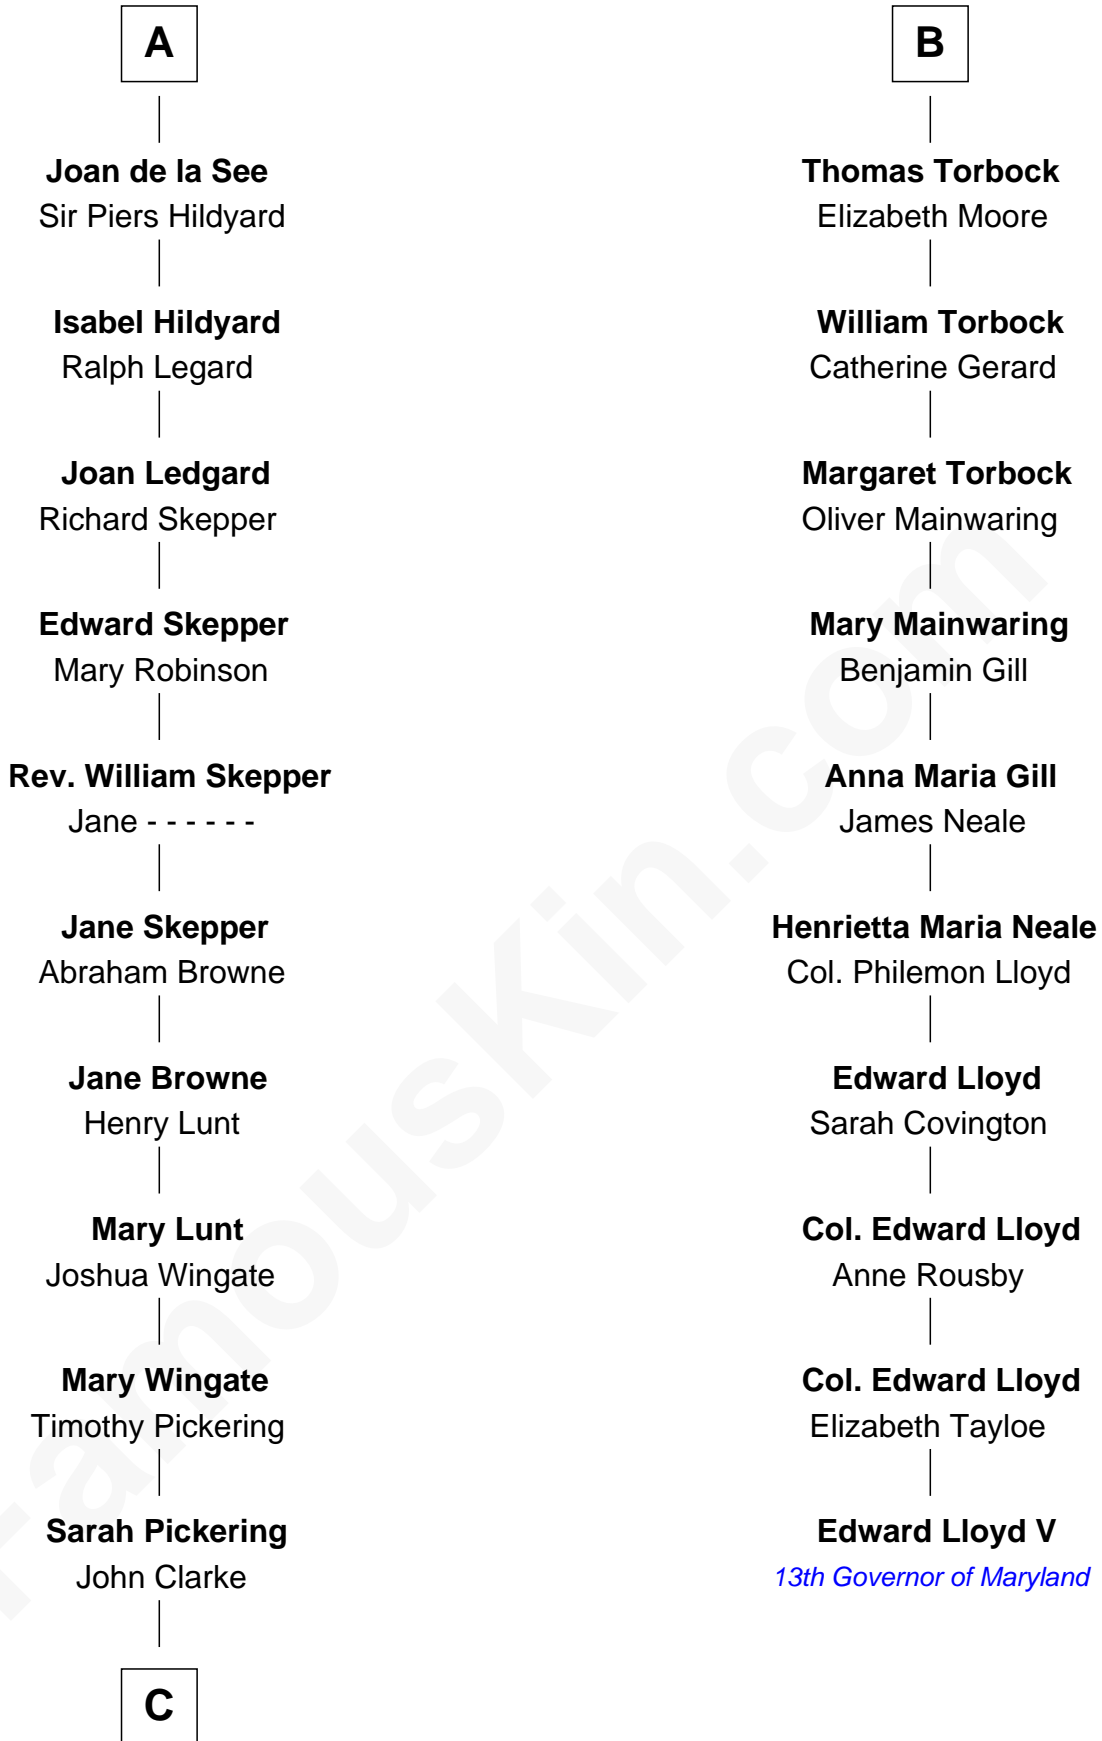 A
Joan de la See
Sir Piers Hildyard
Isabel Hildyard
Ralph Legard
Joan Ledgard
Richard Skepper
Edward Skepper
Mary Robinson
Rev. William Skepper
Jane - - - - - -
Jane Skepper
Abraham Browne
Jane Browne
Henry Lunt
Mary Lunt
Joshua Wingate
Mary Wingate
Timothy Pickering
Sarah Pickering
John Clarke
C
B
Thomas Torbock
Elizabeth Moore
William Torbock
Catherine Gerard
Margaret Torbock
Oliver Mainwaring
Mary Mainwaring
Benjamin Gill
Anna Maria Gill
James Neale
Henrietta Maria Neale
Col. Philemon Lloyd
Edward Lloyd
Sarah Covington
Col. Edward Lloyd
Anne Rousby
Col. Edward Lloyd
Elizabeth Tayloe
Edward Lloyd V
13th Governor of Maryland
FamousKin.com